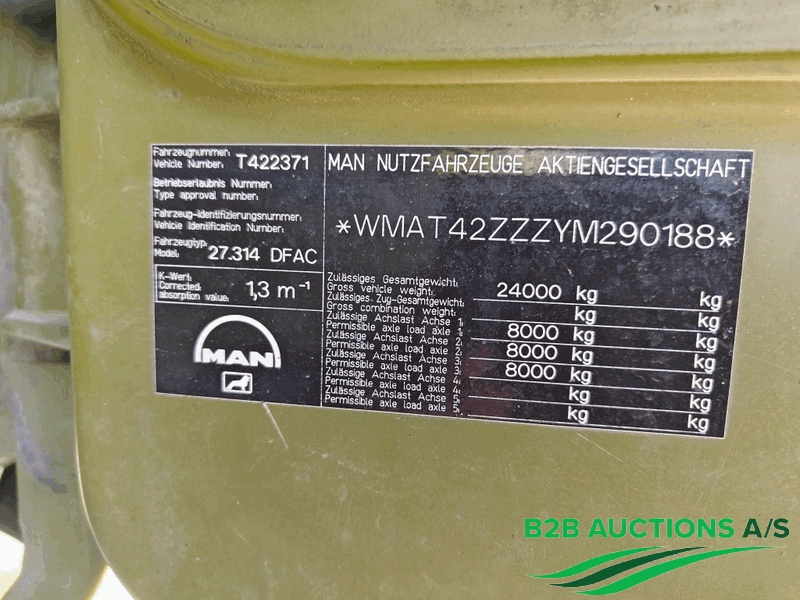 Fahrzeugnummer:
Vehicle Number: T422371
Betriebserlaubnis Nummer:
Type approval number:
Fahrzeug-Identifizierungsnummer:
Vehicle Identification Number:
Fahrzeugtyp:
Model: 27.314 DFAC
K-Wert:
Corrected absorption value: 1,3 m⁻¹
MAN
MAN NUTZFAHRZEUGE AKTIENGESELLSCHAFT
*WMAT42ZZZYM290188*
Zulässiges Gesamtgewicht:
Gross vehicle weight: 24000 kg kg
Zulässiges. Zug-Gesamtgewicht:
Gross combination weight: kg kg
Zulässige Achslast Achse 1:
Permissible axle load axle 1: 8000 kg kg
Zulässige Achslast Achse 2:
Permissible axle load axle 2: 8000 kg kg
Zulässige Achslast Achse 3:
Permissible axle load axle 3: 8000 kg kg
Zulässige Achslast Achse 4:
Permissible axle load axle 4: kg kg
Zulässige Achslast Achse 5:
Permissible axle load axle 5: kg kg
B2B AUCTIONS A/S